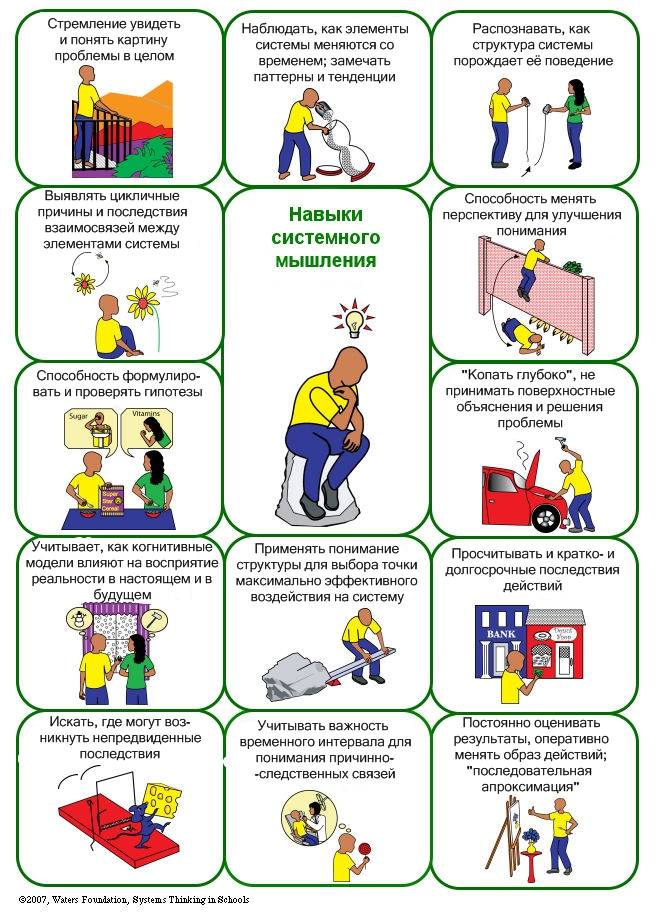 Стремление увидеть
и понять картину
проблемы в целом
Наблюдать, как элементы
системы меняются со
временем; замечать
паттерны и тенденции
Распознавать, как
структура системы
порождает её поведение
Выявлять цикличные
причины и последствия
взаимосвязей между
элементами системы
Навыки
системного
мышления
Способность менять
перспективу для улучшения
понимания
Способность формулиро-
вать и проверять гипотезы
Sugar
Vitamins
Super
Star
Cereal
"Копать глубоко", не
принимать поверхностные
объяснения и решения
проблемы
Учитывает, как когнитивные
модели влияют на восприятие
реальности в настоящем и в
будущем
Применять понимание
структуры для выбора точки
максимально эффективного
воздействия на систему
Просчитывать и кратко- и
долгосрочные последствия
действий
BANK
Donut
Shop
Искать, где могут воз-
никнуть непредвиденные
последствия
Учитывать важность
временного интервала для
понимания причинно-
-следственных связей
Постоянно оценивать
результаты, оперативно
менять образ действий;
"последовательная
апроксимация"
©2007, Waters Foundation, Systems Thinking in Schools